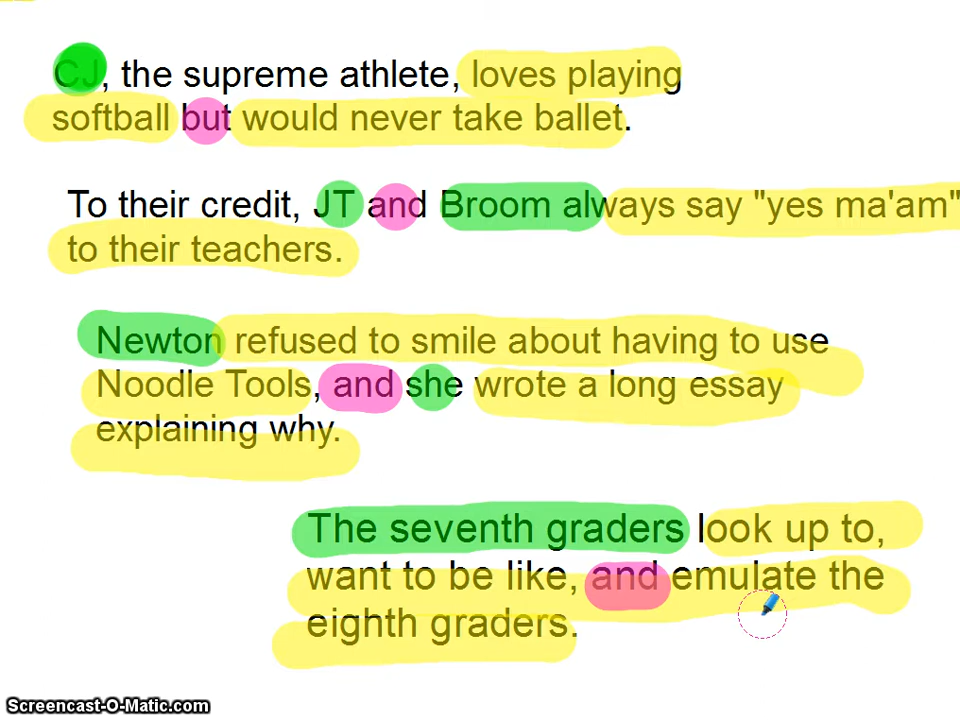 CJ, the supreme athlete, loves playing
softball but would never take ballet.
To their credit, JT and Broom always say "yes ma'am"
to their teachers.
Newton refused to smile about having to use
Noodle Tools, and she wrote a long essay
explaining why.
The seventh graders look up to,
want to be like, and emulate the
eighth graders.
Screencast-O-Matic.com